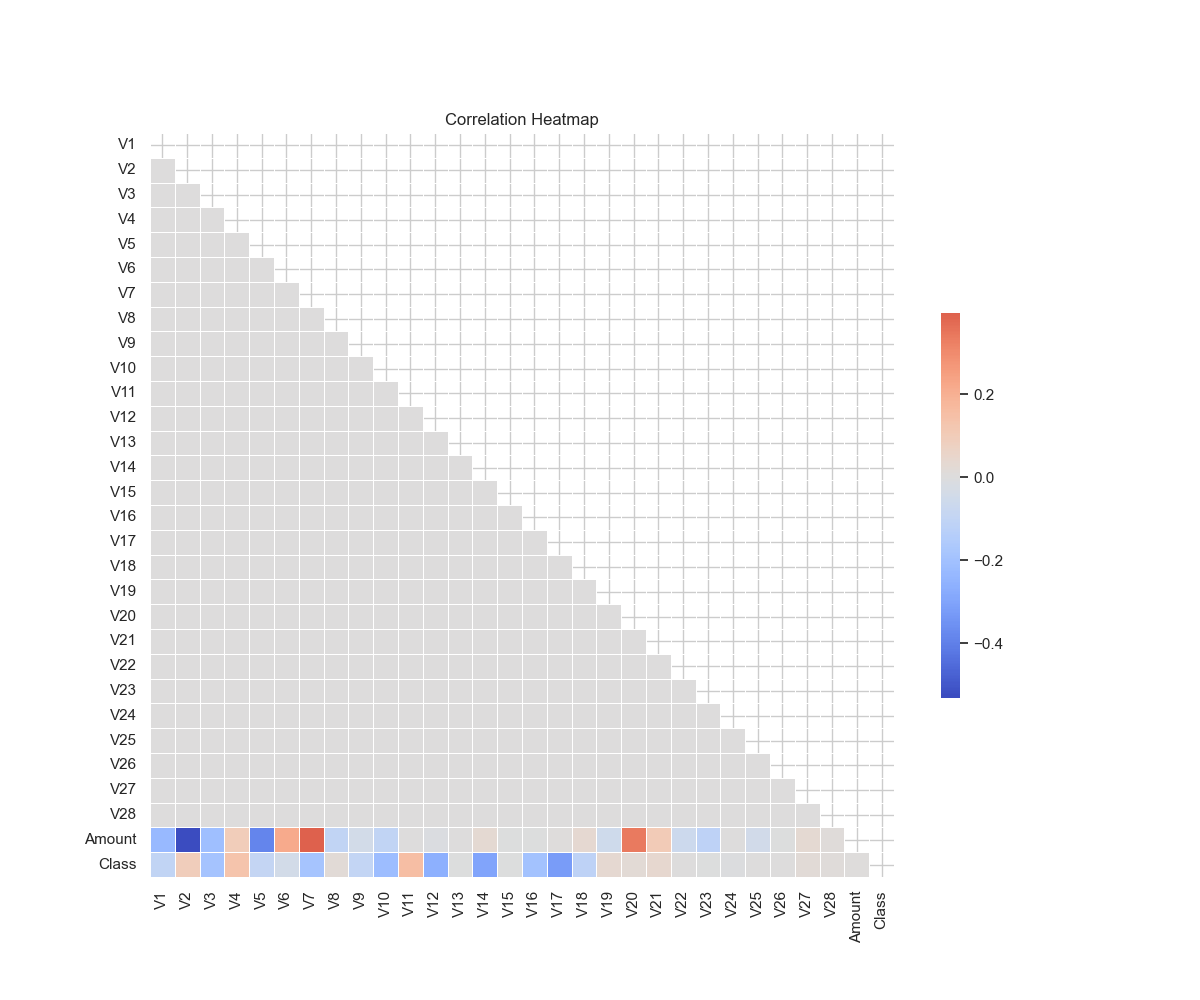 Correlation Heatmap
V1
V2
V3
V4
V5
V6
V7
V8
V9
V10
V11
V12
V13
V14
V15
V16
V17
V18
V19
V20
V21
V22
V23
V24
V25
V26
V27
V28
Amount
Class
V1
V2
V3
V4
V5
V6
V7
V8
V9
V10
V11
V12
V13
V14
V15
V16
V17
V18
V19
V20
V21
V22
V23
V24
V25
V26
V27
V28
Amount
Class
0.2
0.0
−0.2
−0.4